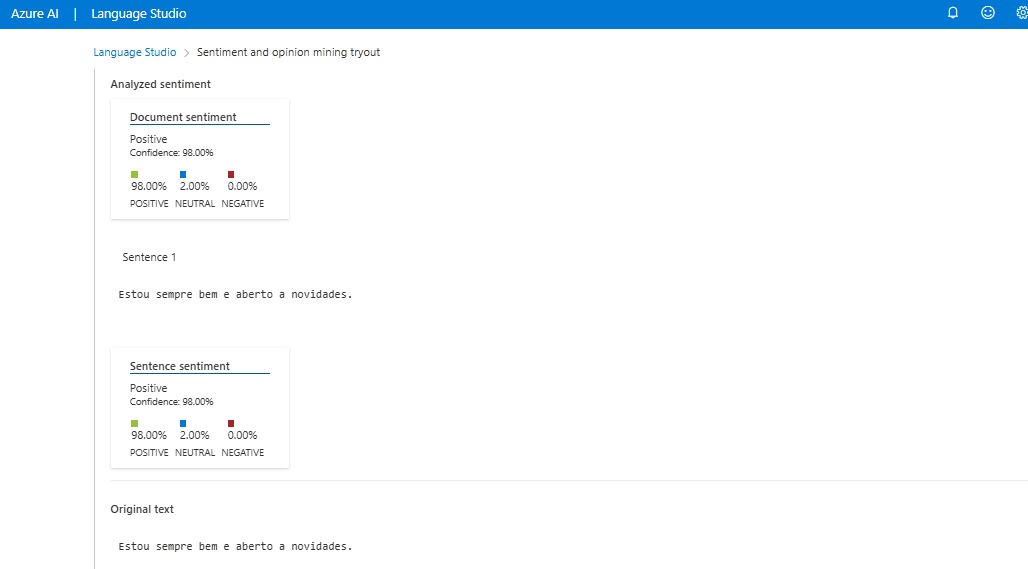 Azure AI | Language Studio
Language Studio > Sentiment and opinion mining tryout
Analyzed sentiment
Document sentiment
Positive
Confidence: 98.00%
98.00% 2.00% 0.00%
POSITIVE NEUTRAL NEGATIVE
Sentence 1
Estou sempre bem e aberto a novidades.
Sentence sentiment
Positive
Confidence: 98.00%
98.00% 2.00% 0.00%
POSITIVE NEUTRAL NEGATIVE
Original text
Estou sempre bem e aberto a novidades.